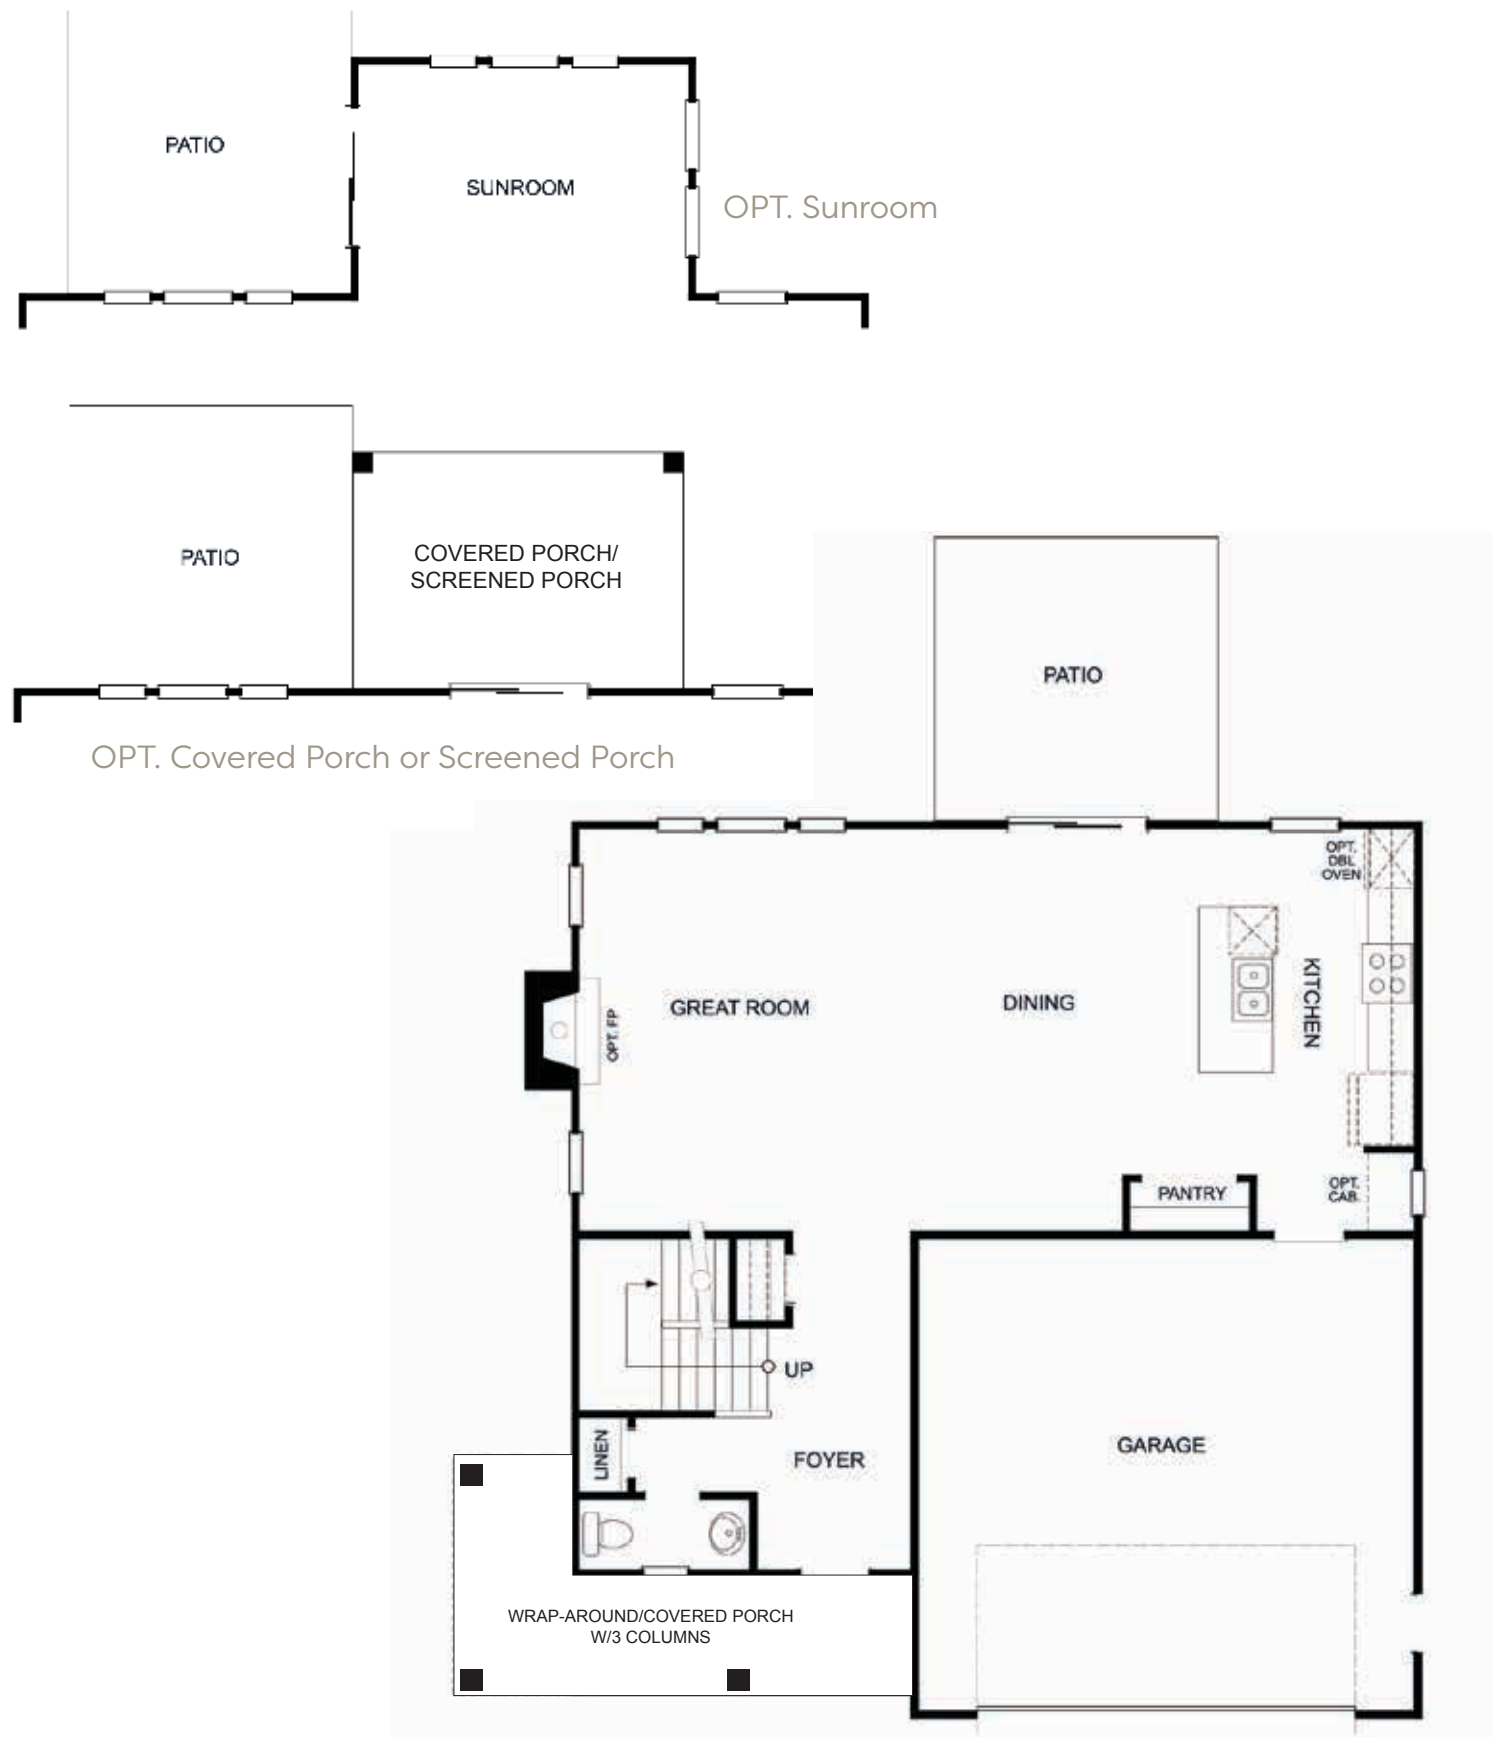 PATIO
SUNROOM
OPT. Sunroom
PATIO
COVERED PORCH/
SCREENED PORCH
OPT. Covered Porch or Screened Porch
PATIO
OPT.
DBL
OVEN
GREAT ROOM
DINING
KITCHEN
OPT. FP
PANTRY
OPT.
CAB.
UP
LINEN
FOYER
GARAGE
WRAP-AROUND/COVERED PORCH
W/3 COLUMNS